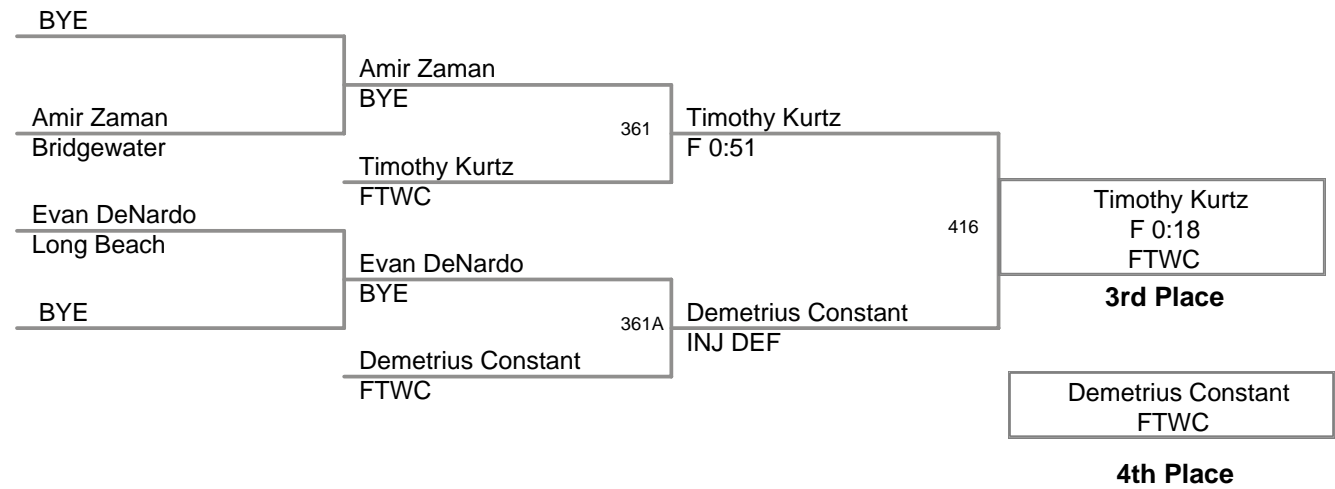 BYE
Amir Zaman
BYE
Amir Zaman
Bridgewater
361
Timothy Kurtz
F 0:51
Timothy Kurtz
FTWC
Evan DeNardo
Long Beach
416
Timothy Kurtz
F 0:18
FTWC
3rd Place
Evan DeNardo
BYE
BYE
361A
Demetrius Constant
INJ DEF
Demetrius Constant
FTWC
Demetrius Constant
FTWC
4th Place